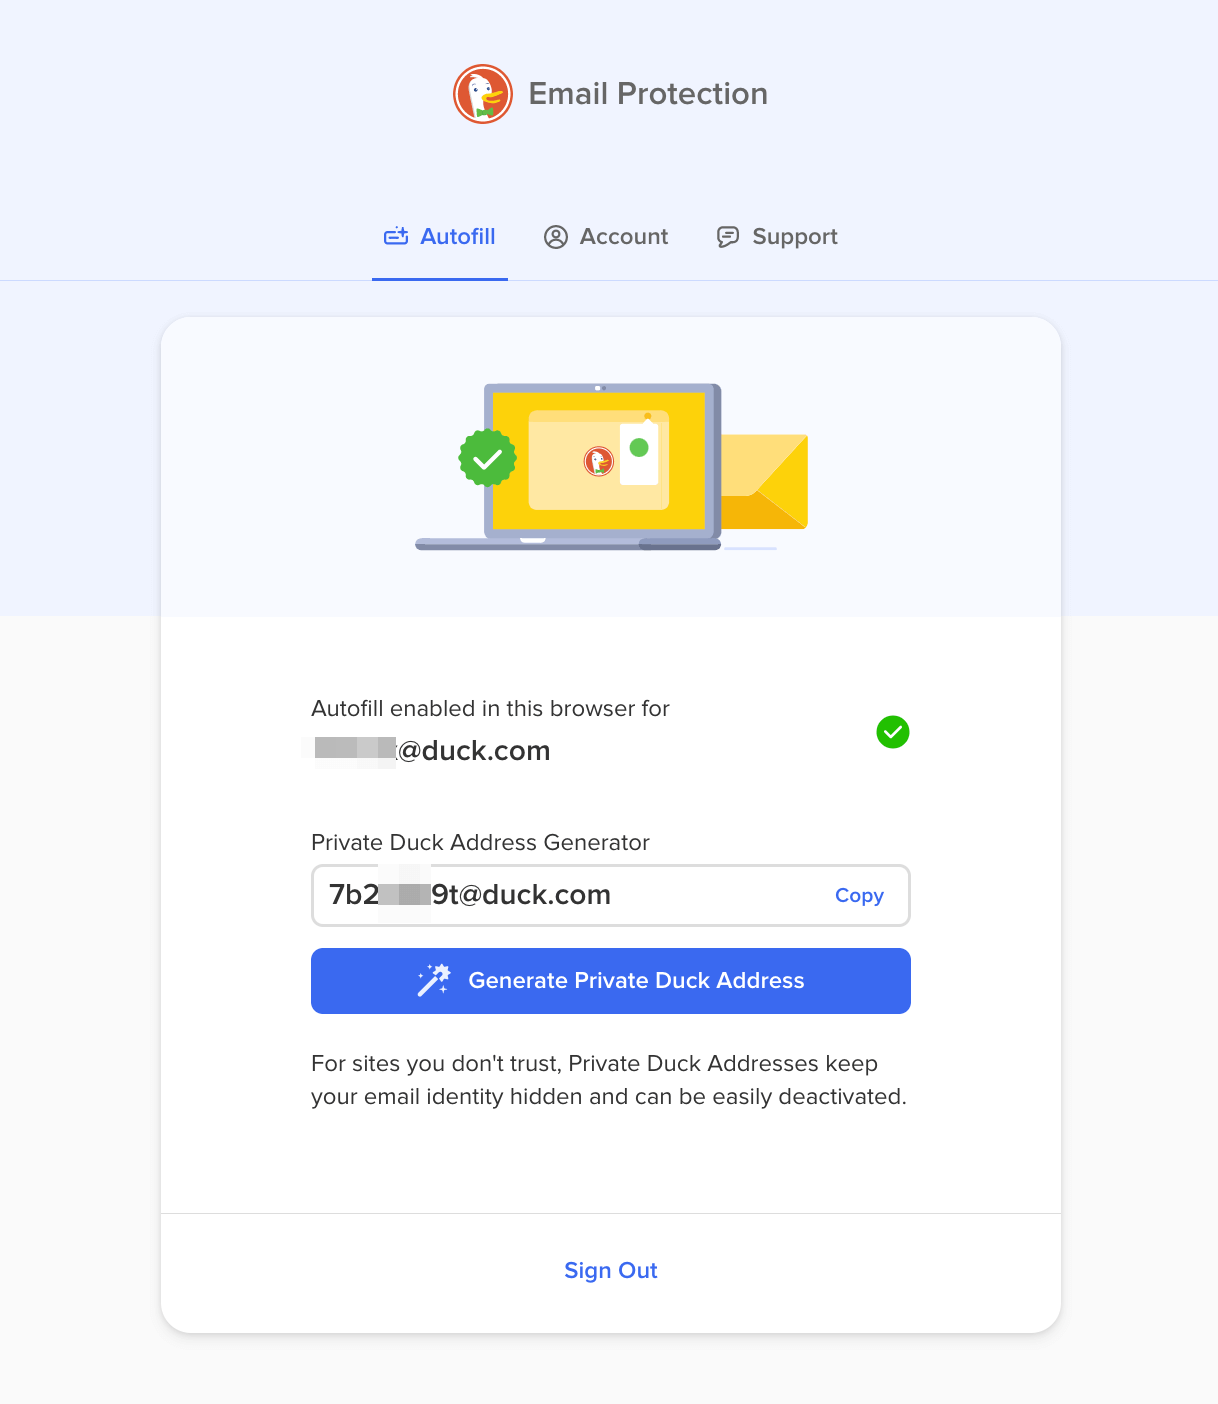 Email Protection
Autofill
Account
Support
Autofill enabled in this browser for
@duck.com
Private Duck Address Generator
7b2 9t@duck.com
Copy
Generate Private Duck Address
For sites you don't trust, Private Duck Addresses keep
your email identity hidden and can be easily deactivated.
Sign Out